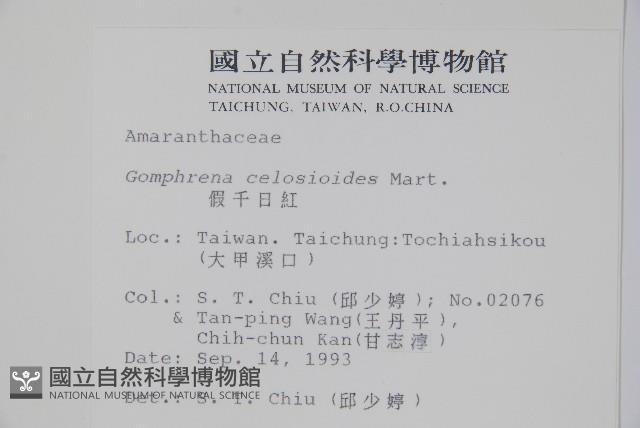 國立自然科學博物館
NATIONAL MUSEUM OF NATURAL SCIENCE
TAICHUNG, TAIWAN, R.O.CHINA
Amaranthaceae
Gomphrena celosioides Mart.
假千日紅
Loc.: Taiwan. Taichung:Tochiahsikou
(大甲溪口)
Col.: S. T. Chiu (邱少婷); No.02076
& Tan-ping Wang(王丹平),
Chih-chun Kan(甘志淳)
Date: Sep. 14, 1993
國立自然科學博物館
NATIONAL MUSEUM OF NATURAL SCIENCE
Det.: S. T. Chiu (邱少婷)